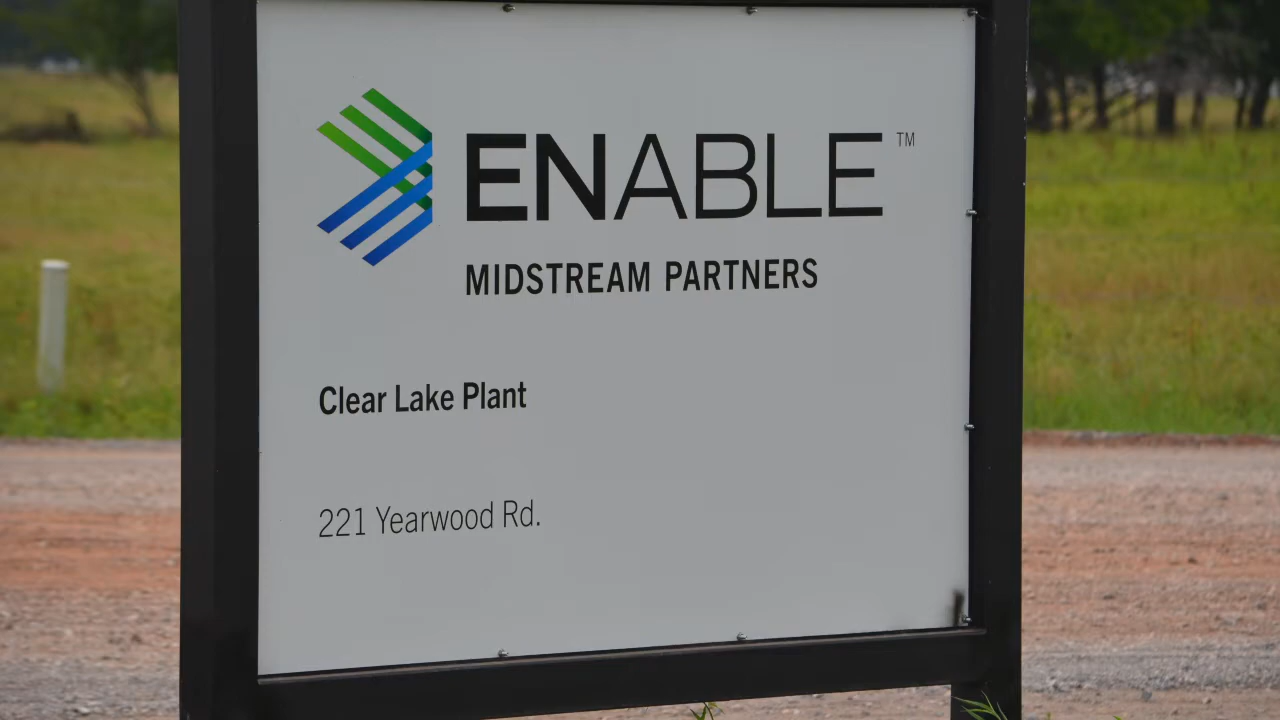 ENABLE™
MIDSTREAM PARTNERS
Clear Lake Plant
221 Yearwood Rd.